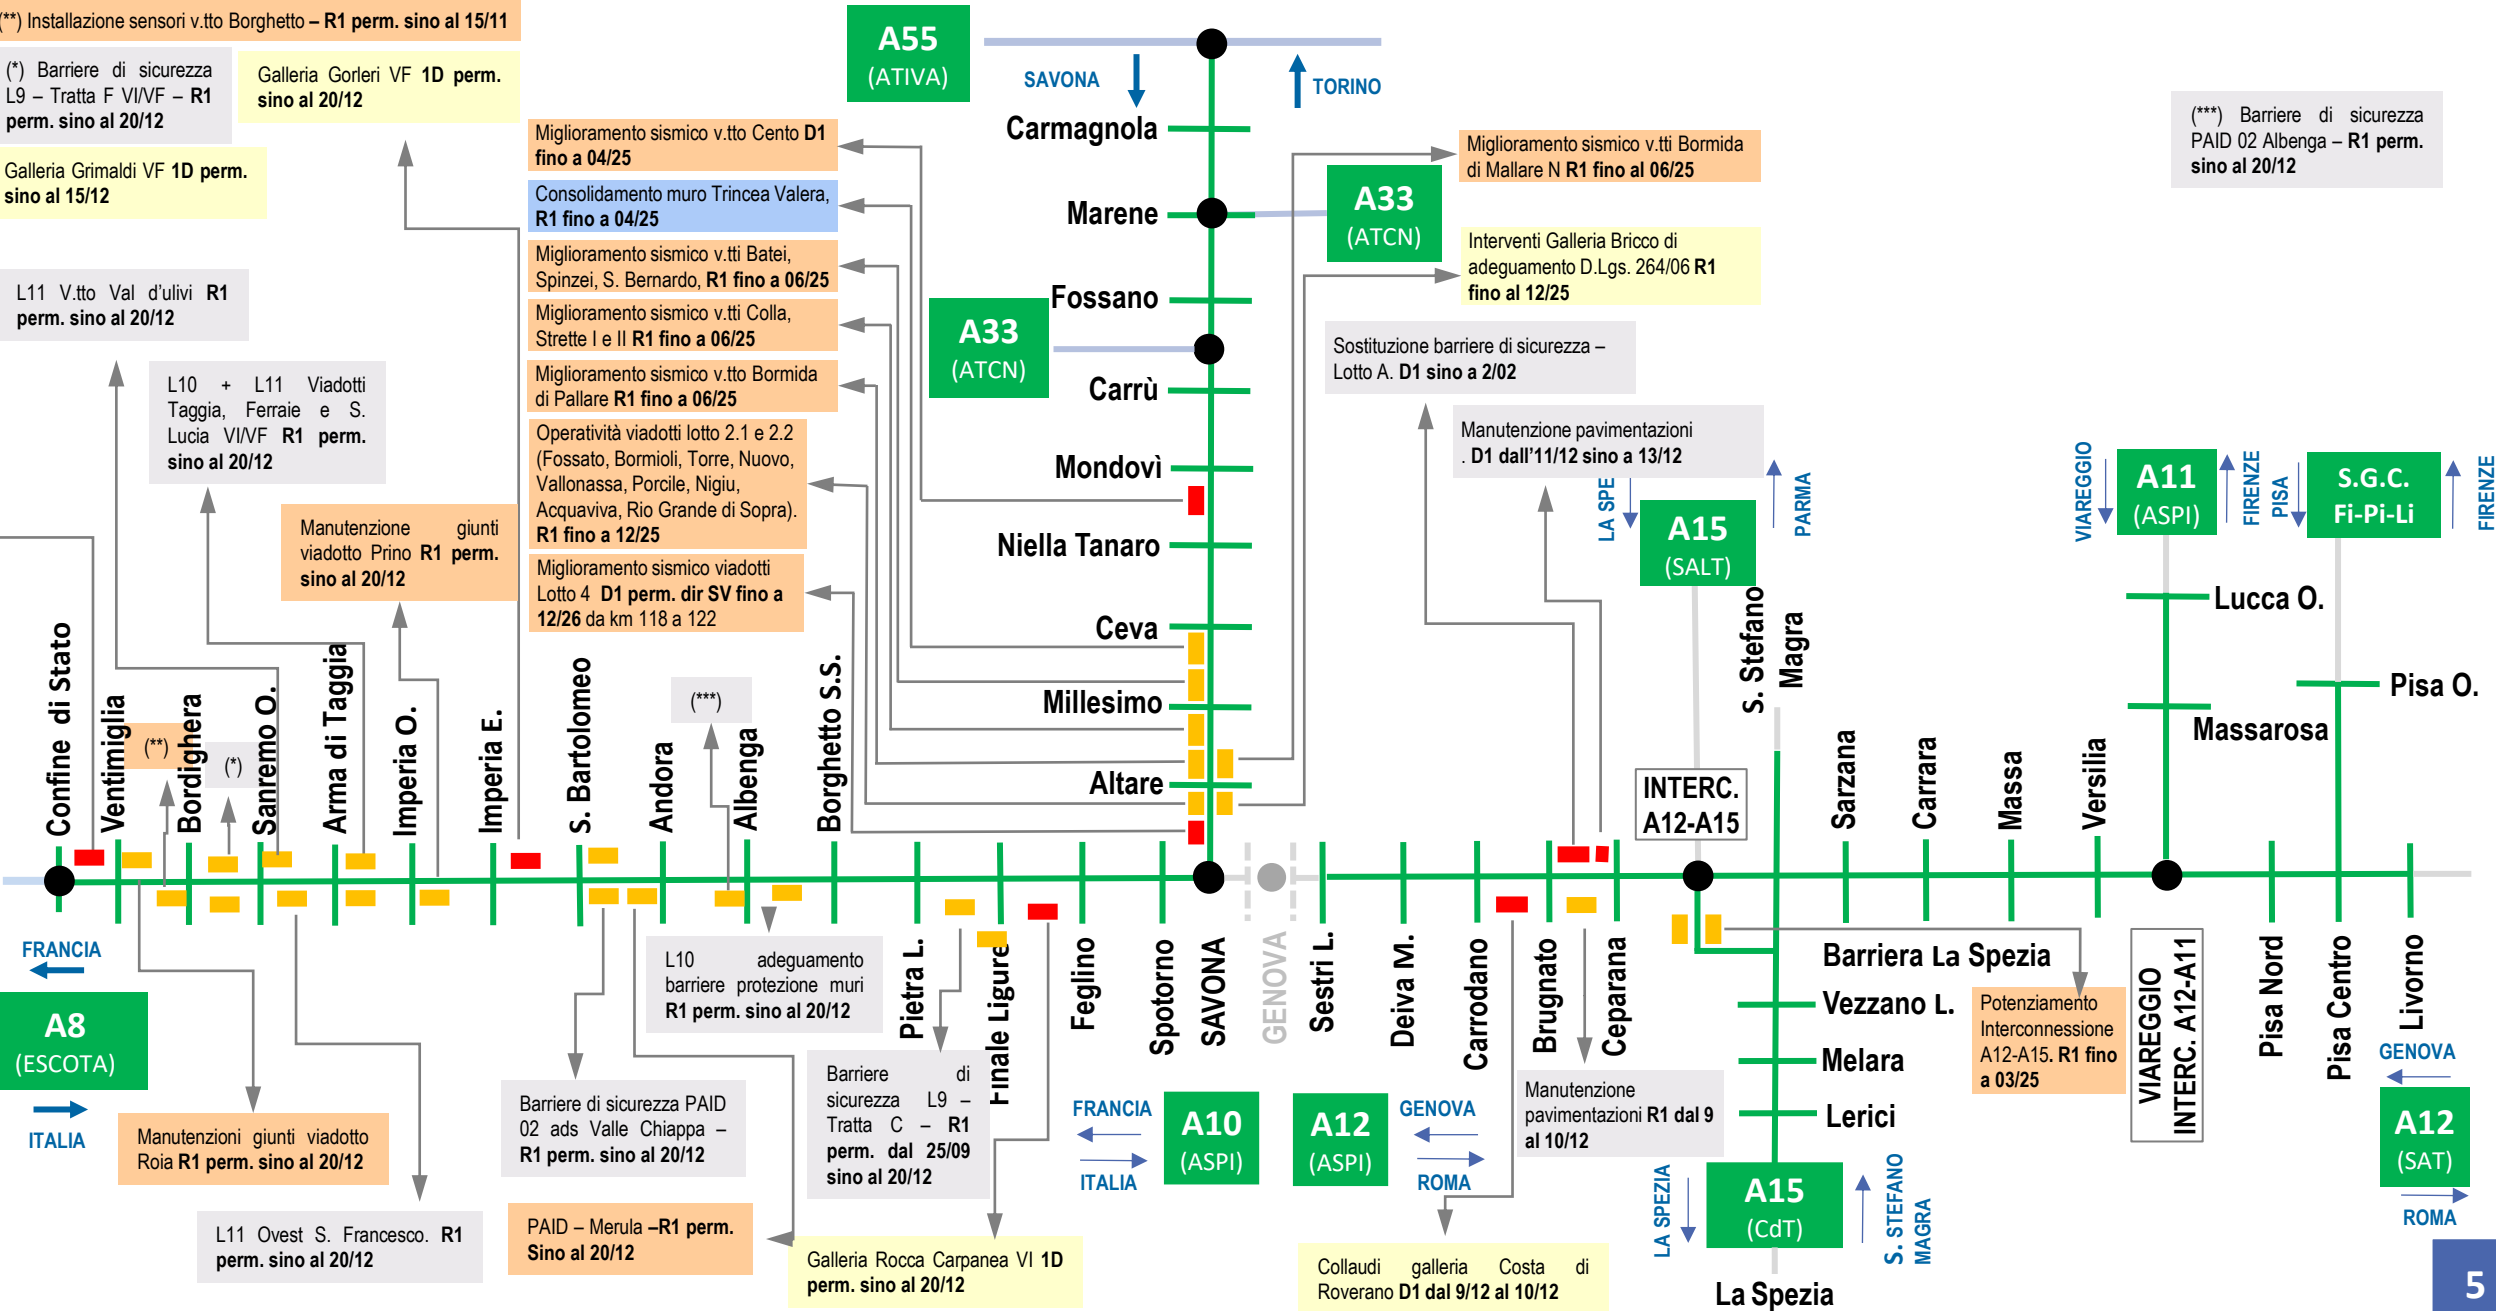 (**) Installazione sensori v.tto Borghetto – R1 perm. sino al 15/11
(*) Barriere di sicurezza
L9 – Tratta F VI/VF – R1
perm. sino al 20/12
Galleria Gorleri VF 1D perm.
sino al 20/12
Galleria Grimaldi VF 1D perm.
sino al 15/12
L11 V.tto Val d'ulivi R1
perm. sino al 20/12
L10 + L11 Viadotti
Taggia, Ferraie e S.
Lucia VI/VF R1 perm.
sino al 20/12
Manutenzione giunti
viadotto Prino R1 perm.
sino al 20/12
Miglioramento sismico v.tto Cento D1
fino a 04/25
Consolidamento muro Trincea Valera,
R1 fino a 04/25
Miglioramento sismico v.tti Batei,
Spinzei, S. Bernardo, R1 fino a 06/25
Miglioramento sismico v.tti Colla,
Strette I e II R1 fino a 06/25
Miglioramento sismico v.tto Bormida
di Pallare R1 fino a 06/25
Operatività viadotti lotto 2.1 e 2.2
(Fossato, Bormioli, Torre, Nuovo,
Vallonassa, Porcile, Nigiu,
Acquaviva, Rio Grande di Sopra).
R1 fino a 12/25
Miglioramento sismico viadotti
Lotto 4 D1 perm. dir SV fino a
12/26 da km 118 a 122
A55
(ATIVA)
SAVONA
TORINO
Carmagnola
Marene
A33
(ATCN)
Fossano
A33
(ATCN)
Carrù
Mondovì
Niella Tanaro
Ceva
Millesimo
Altare
Miglioramento sismico v.tti Bormida
di Mallare N R1 fino al 06/25
Interventi Galleria Bricco di
adeguamento D.Lgs. 264/06 R1
fino al 12/25
Sostituzione barriere di sicurezza –
Lotto A. D1 sino a 2/02
Manutenzione pavimentazioni
. D1 dall'11/12 sino a 13/12
(***) Barriere di sicurezza
PAID 02 Albenga – R1 perm.
sino al 20/12
LA SPE
A15
(SALT)
PARMA
VIAREGGIO
A11
(ASPI)
FIRENZE
PISA
S.G.C.
Fi-Pi-Li
FIRENZE
Lucca O.
Massarosa
Pisa O.
Confine di Stato
Ventimiglia
(**)
Bordighera
(*)
Sanremo O.
Arma di Taggia
Imperia O.
Imperia E.
S. Bartolomeo
Andora
(***)
Albenga
Borghetto S.S.
INTERC.
A12-A15
S. Stefano
Magra
Sarzana
Carrara
Massa
Versilia
Pietra L.
Finale Ligure
Feglino
Spotorno
SAVONA
GENOVA
Sestri L.
Deiva M.
Carrodano
Brugnato
Ceparana
Barriera La Spezia
Vezzano L.
Melara
Lerici
VIAREGGIO
INTERC. A12-A11
Pisa Nord
Pisa Centro
Livorno
FRANCIA
A8
(ESCOTA)
ITALIA
Manutenzioni giunti viadotto
Roia R1 perm. sino al 20/12
L11 Ovest S. Francesco. R1
perm. sino al 20/12
Barriere di sicurezza PAID
02 ads Valle Chiappa –
R1 perm. sino al 20/12
PAID – Merula –R1 perm.
Sino al 20/12
L10 adeguamento
barriere protezione muri
R1 perm. sino al 20/12
Barriere di
sicurezza L9 –
Tratta C – R1
perm. dal 25/09
sino al 20/12
Galleria Rocca Carpanea VI 1D
perm. sino al 20/12
FRANCIA
ITALIA
A10
(ASPI)
A12
(ASPI)
GENOVA
ROMA
Manutenzione
pavimentazioni R1 dal 9
al 10/12
Collaudi galleria Costa di
Roverano D1 dal 9/12 al 10/12
Potenziamento
Interconnessione
A12-A15. R1 fino
a 03/25
LA SPEZIA
A15
(CdT)
S. STEFANO
MAGRA
La Spezia
GENOVA
A12
(SAT)
ROMA
5